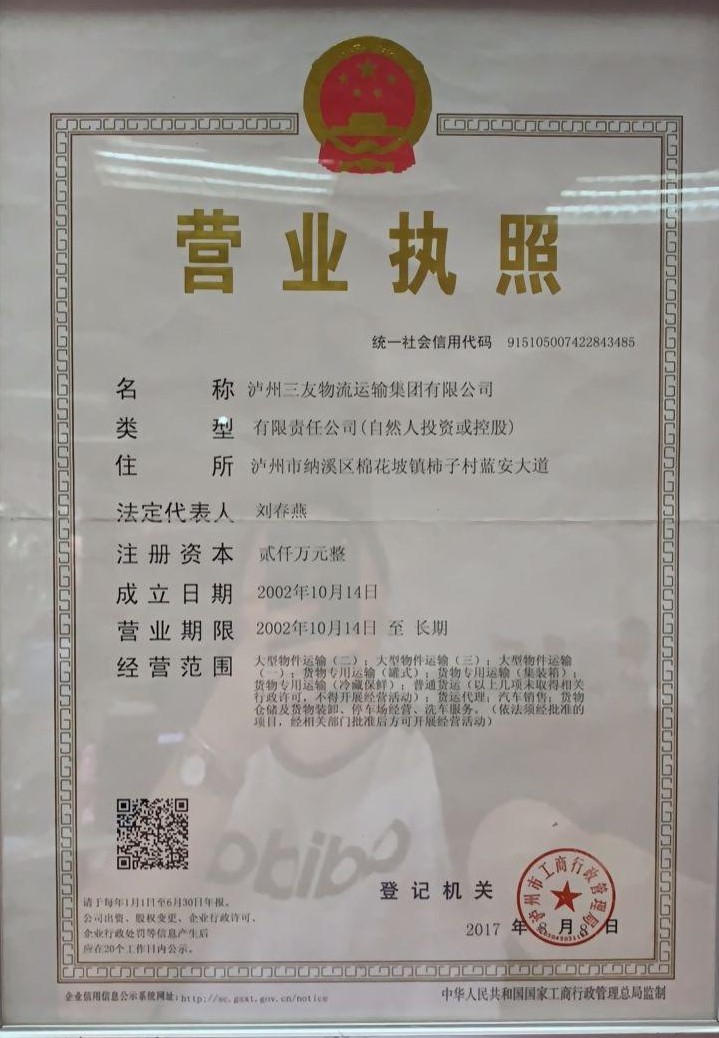 营业执照
统一社会信用代码 915105007422843485
名称 泸州三友物流运输集团有限公司
类型 有限责任公司(自然人投资或控股)
住所 泸州市纳溪区棉花坡镇柿子村蓝安大道
法定代表人 刘春燕
注册资本 贰仟万元整
成立日期 2002年10月14日
营业期限 2002年10月14日 至 长期
经营范围 大型物件运输（二）；大型物件运输（三）；大型物件运输
（一）；货物专用运输（罐式）；货物专用运输（集装箱）；
货物专用运输（冷藏保鲜）；普通货运（以上几项未取得相关
行政许可，不得开展经营活动）；货运代理；汽车销售；货物
仓储及货物装卸、停车场经营、洗车服务。（依法须经批准的
项目，经相关部门批准后方可开展经营活动）
请于每年1月1日至6月30日年报。
公司出资、股权变更、企业行政许可、
企业行政处罚等信息产生后
应在20个工作日内公示。
登记机关
泸州市工商行政管理局
2017 年 月 8 日
企业信用信息公示系统网址：http://sc.gsxt.gov.cn/notice
中华人民共和国国家工商行政管理总局监制